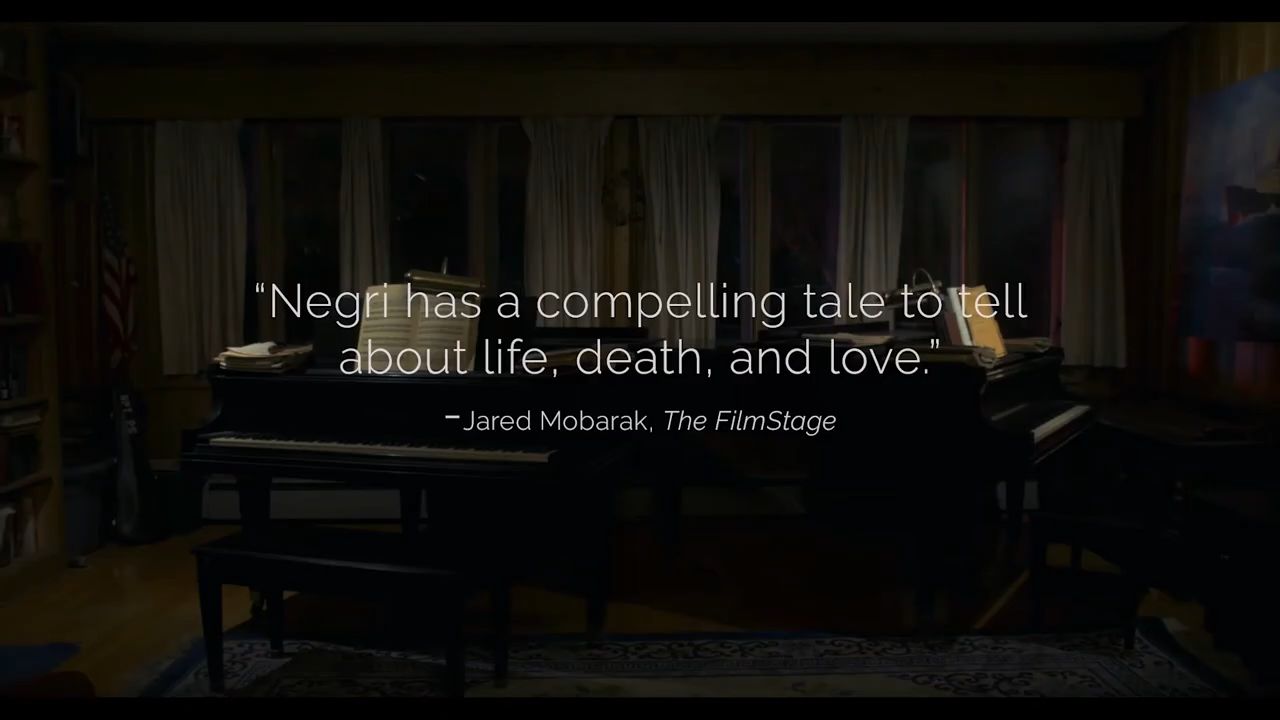 “Negri has a compelling tale to tell
about life, death, and love.”
–Jared Mobarak, The FilmStage